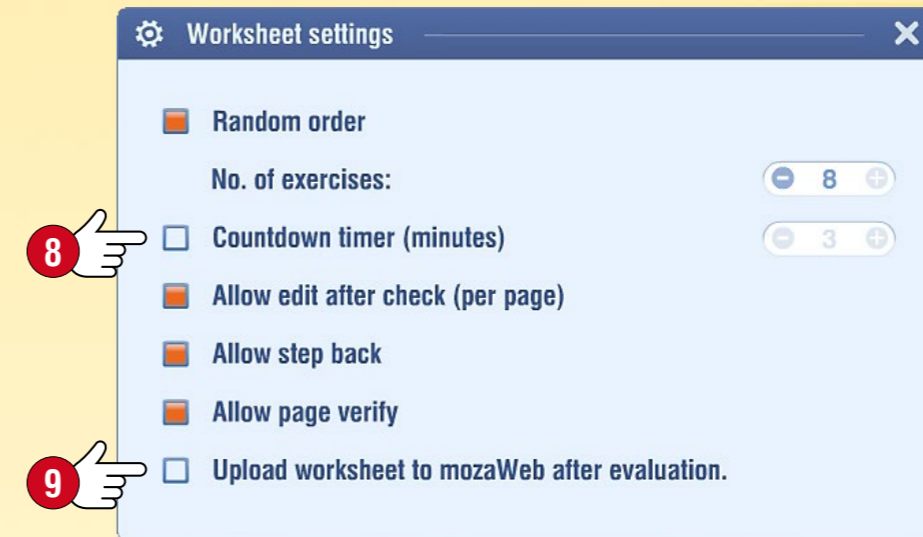 Worksheet settings
Random order
No. of exercises: 8
8 Countdown timer (minutes) 3
Allow edit after check (per page)
Allow step back
Allow page verify
9 Upload worksheet to mozaWeb after evaluation.